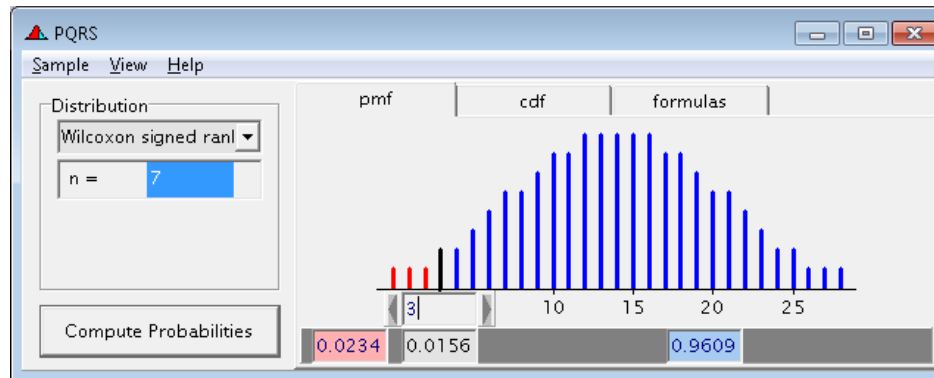 PQRS
Sample View Help
Distribution
Wilcoxon signed ranl
n = 7
Compute Probabilities
pmf cdf formulas
3 10 15 20 25
0.0234 0.0156 0.9609